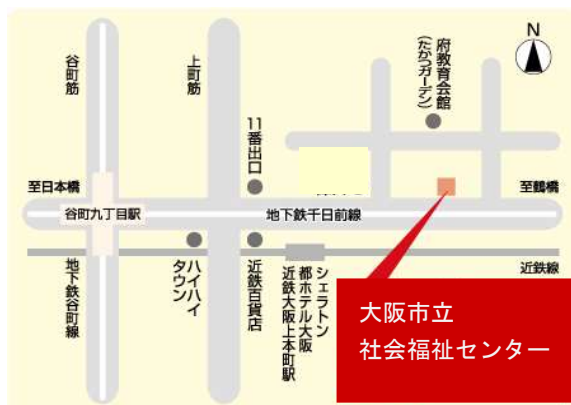 谷町筋
上町筋
11番出口
府教育会館
(たかつガーデン)
N
至日本橋
至鶴橋
谷町九丁目駅
地下鉄千日前線
近鉄線
地下鉄谷町線
ハイハイ
タウン
近鉄百貨店
シェラトン
都ホテル大阪
近鉄大阪上本町駅
大阪市立
社会福祉センター